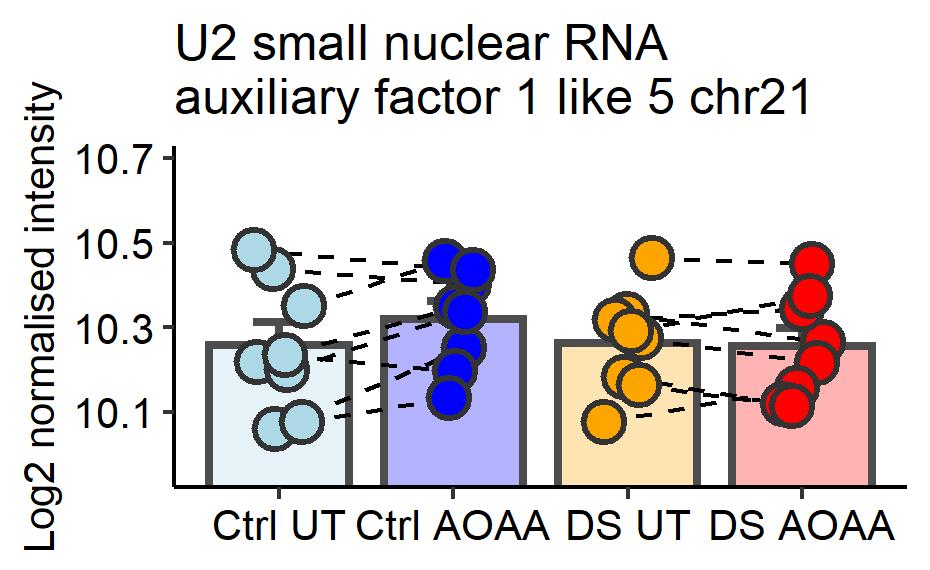 U2 small nuclear RNA
auxiliary factor 1 like 5 chr21
Log2 normalised intensity
10.7
10.5
10.3
10.1
Ctrl UT Ctrl AOAA DS UT DS AOAA